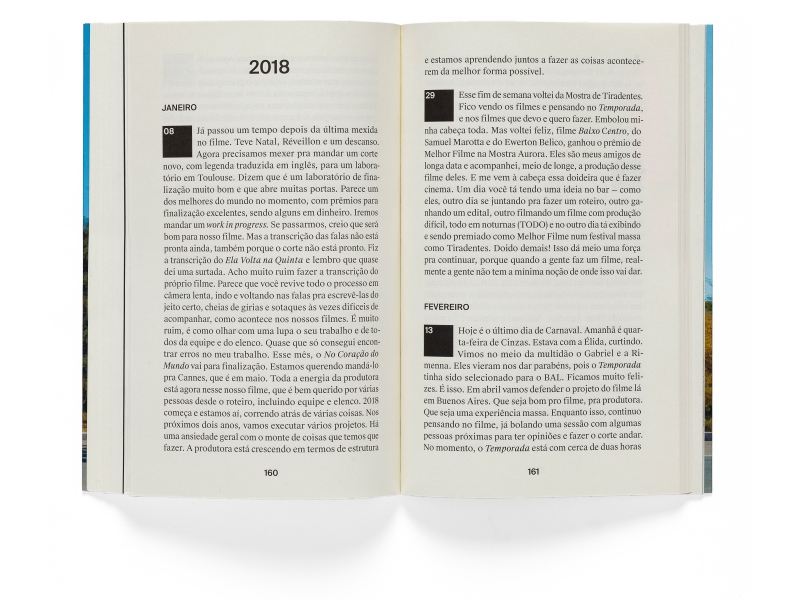 2018
JANEIRO
08
Já passou um tempo depois da última mexida
no filme. Teve Natal, Réveillon e um descanso.
Agora precisamos mexer pra mandar um corte
novo, com legenda traduzida em inglês, para um labora-
tório em Toulouse. Dizem que é um laboratório de fina-
lização muito bom e que abre muitas portas. Parece um
dos melhores do mundo no momento, com prêmios para
finalização excelentes, sendo alguns em dinheiro. Iremos
mandar um work in progress. Se passarmos, creio que será
bom para nosso filme. Mas a transcrição das falas não está
pronta ainda, também porque o corte não está pronto. Fiz
a transcrição do Ela Volta na Quinta e lembro que quase
dei uma surtada. Acho muito ruim fazer a transcrição do
próprio filme. Parece que você revive todo o processo em
câmera lenta, indo e voltando nas falas pra escrevê-las do
jeito certo, cheias de gírias e sotaques às vezes difíceis de
acompanhar, como acontece nos nossos filmes. É muito
ruim, é como olhar com uma lupa o seu trabalho e de to-
dos da equipe e do elenco. Quase que só consegui encon-
trar erros no meu trabalho. Esse mês, o No Coração do
Mundo vai para finalização. Estamos querendo mandá-lo
pra Cannes, que é em maio. Toda a energia da produtora
está agora nesse nosso filme, que é bem querido por várias
pessoas desde o roteiro, incluindo equipe e elenco. 2018
começa e estamos aí, correndo atrás de várias coisas. Nos
próximos dois anos, vamos executar vários projetos. Há
uma ansiedade geral com o monte de coisas que temos que
fazer. A produtora está crescendo em termos de estrutura
160
e estamos aprendendo juntos a fazer as coisas acontece-
rem da melhor forma possível.
29
Esse fim de semana voltei da Mostra de Tiradentes.
Fico vendo os filmes e pensando no Temporada,
e nos filmes que devo e quero fazer. Embolou mi-
nha cabeça toda. Mas voltei feliz, filme Baixo Centro, do
Samuel Marotta e do Ewerton Belico, ganhou o prêmio de
Melhor Filme na Mostra Aurora. Eles são meus amigos de
longa data e acompanhei, meio de longe, a produção desse
filme deles. E me vem à cabeça essa doideira que é fazer
cinema. Um dia você tá tendo uma ideia no bar – como
eles, outro dia se juntando pra fazer um roteiro, outro ga-
nhando um edital, outro filmando um filme com produção
difícil, todo em noturnas (TODO) e no outro dia tá exibindo
e sendo premiado como Melhor Filme num festival massa
como Tiradentes. Doido demais! Isso dá meio uma força
pra continuar, porque quando a gente faz um filme, real-
mente a gente não tem a mínima noção de onde isso vai dar.
FEVEREIRO
13
Hoje é o último dia de Carnaval. Amanhã é quar-
ta-feira de Cinzas. Estava com a Élida, curtindo.
Vimos no meio da multidão o Gabriel e a Ri-
menna. Eles vieram nos dar parabéns, pois o Temporada
tinha sido selecionado para o BAL. Ficamos muito feli-
zes. É isso. Em abril vamos defender o projeto do filme lá
em Buenos Aires. Que seja bom pro filme, pra produtora.
Que seja uma experiência massa. Enquanto isso, continuo
pensando no filme, já bolando uma sessão com algumas
pessoas próximas para ter opiniões e fazer o corte andar.
No momento, o Temporada está com cerca de duas horas
161